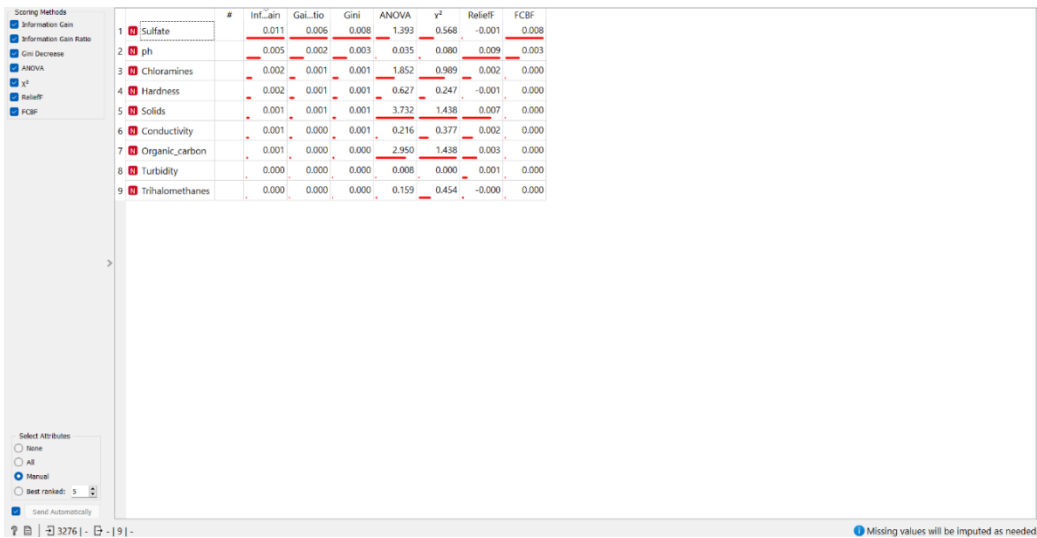 Scoring Methods
Information Gain
Information Gain Ratio
Gini Decrease
ANOVA
χ²
ReliefF
FCBF
# Inf...ain Gai...tio Gini ANOVA χ² ReliefF FCBF
1 N Sulfate 0.011 0.006 0.008 1.393 0.568 -0.001 0.008
2 N ph 0.005 0.002 0.003 0.035 0.080 0.009 0.003
3 N Chloramines 0.002 0.001 0.001 1.852 0.989 0.002 0.000
4 N Hardness 0.002 0.001 0.001 0.627 0.247 -0.001 0.000
5 N Solids 0.001 0.001 0.001 3.732 1.438 0.007 0.000
6 N Conductivity 0.001 0.000 0.001 0.216 0.377 0.002 0.000
7 N Organic_carbon 0.001 0.000 0.000 2.950 1.438 0.003 0.000
8 N Turbidity 0.000 0.000 0.000 0.008 0.000 0.001 0.000
9 N Trihalomethanes 0.000 0.000 0.000 0.159 0.454 -0.000 0.000
>
Select Attributes
None
All
Manual
Best ranked: 5
Send Automatically
? 3276 | - - | 9 | -
Missing values will be imputed as needed.